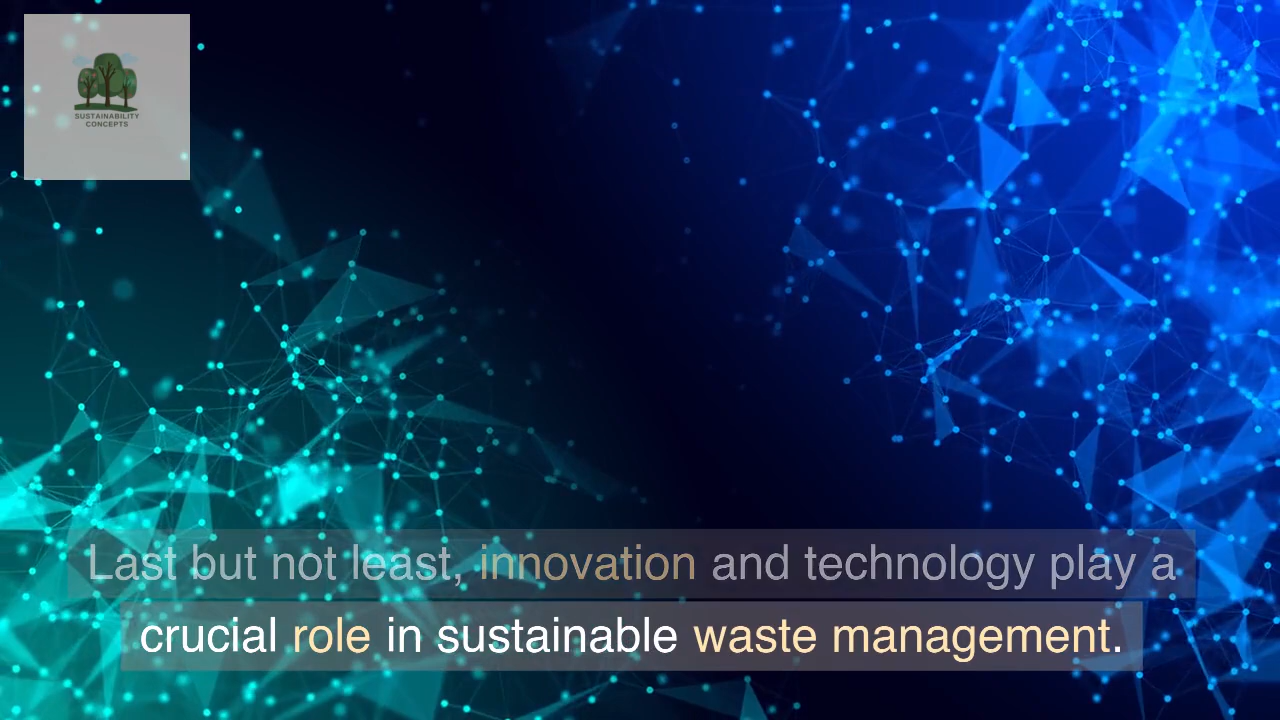 SUSTAINABILITY
CONCEPTS
Last but not least, innovation and technology play a
crucial role in sustainable waste management.